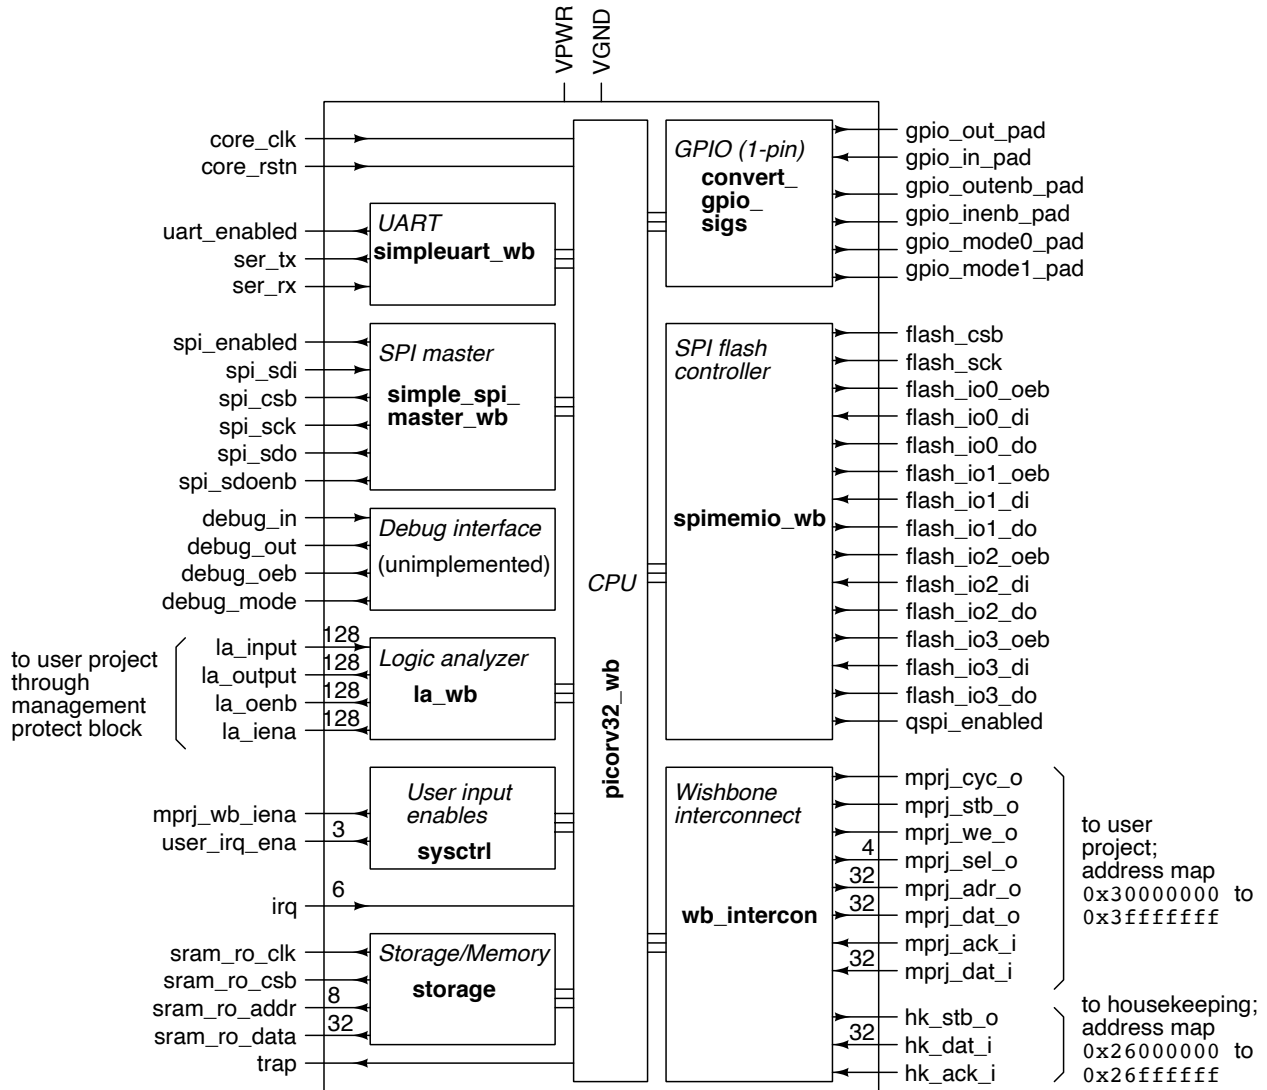 VPWR
VGND
core_clk
core_rstn
uart_enabled
ser_tx
ser_rx
UART
simpleuart_wb
spi_enabled
spi_sdi
spi_csb
spi_sck
spi_sdo
spi_sdoenb
SPI master
simple_spi_
master_wb
debug_in
debug_out
debug_oeb
debug_mode
Debug interface
(unimplemented)
to user project
through
management
protect block
la_input
128
la_output
128
la_oenb
128
la_iena
128
Logic analyzer
la_wb
mprj_wb_iena
user_irq_ena
3
User input
enables
sysctrl
irq
6
sram_ro_clk
sram_ro_csb
sram_ro_addr
8
sram_ro_data
32
Storage/Memory
storage
trap
CPU
picorv32_wb
GPIO (1-pin)
convert_
gpio_
sigs
gpio_out_pad
gpio_in_pad
gpio_outenb_pad
gpio_inenb_pad
gpio_mode0_pad
gpio_mode1_pad
SPI flash
controller
spimemio_wb
flash_csb
flash_sck
flash_io0_oeb
flash_io0_di
flash_io0_do
flash_io1_oeb
flash_io1_di
flash_io1_do
flash_io2_oeb
flash_io2_di
flash_io2_do
flash_io3_oeb
flash_io3_di
flash_io3_do
qspi_enabled
Wishbone
interconnect
wb_intercon
mprj_cyc_o
mprj_stb_o
mprj_we_o
4
mprj_sel_o
32
mprj_adr_o
32
mprj_dat_o
mprj_ack_i
32
mprj_dat_i
to user
project;
address map
0x30000000 to
0x3fffffff
hk_stb_o
32
hk_dat_i
hk_ack_i
to housekeeping;
address map
0x26000000 to
0x26ffffff